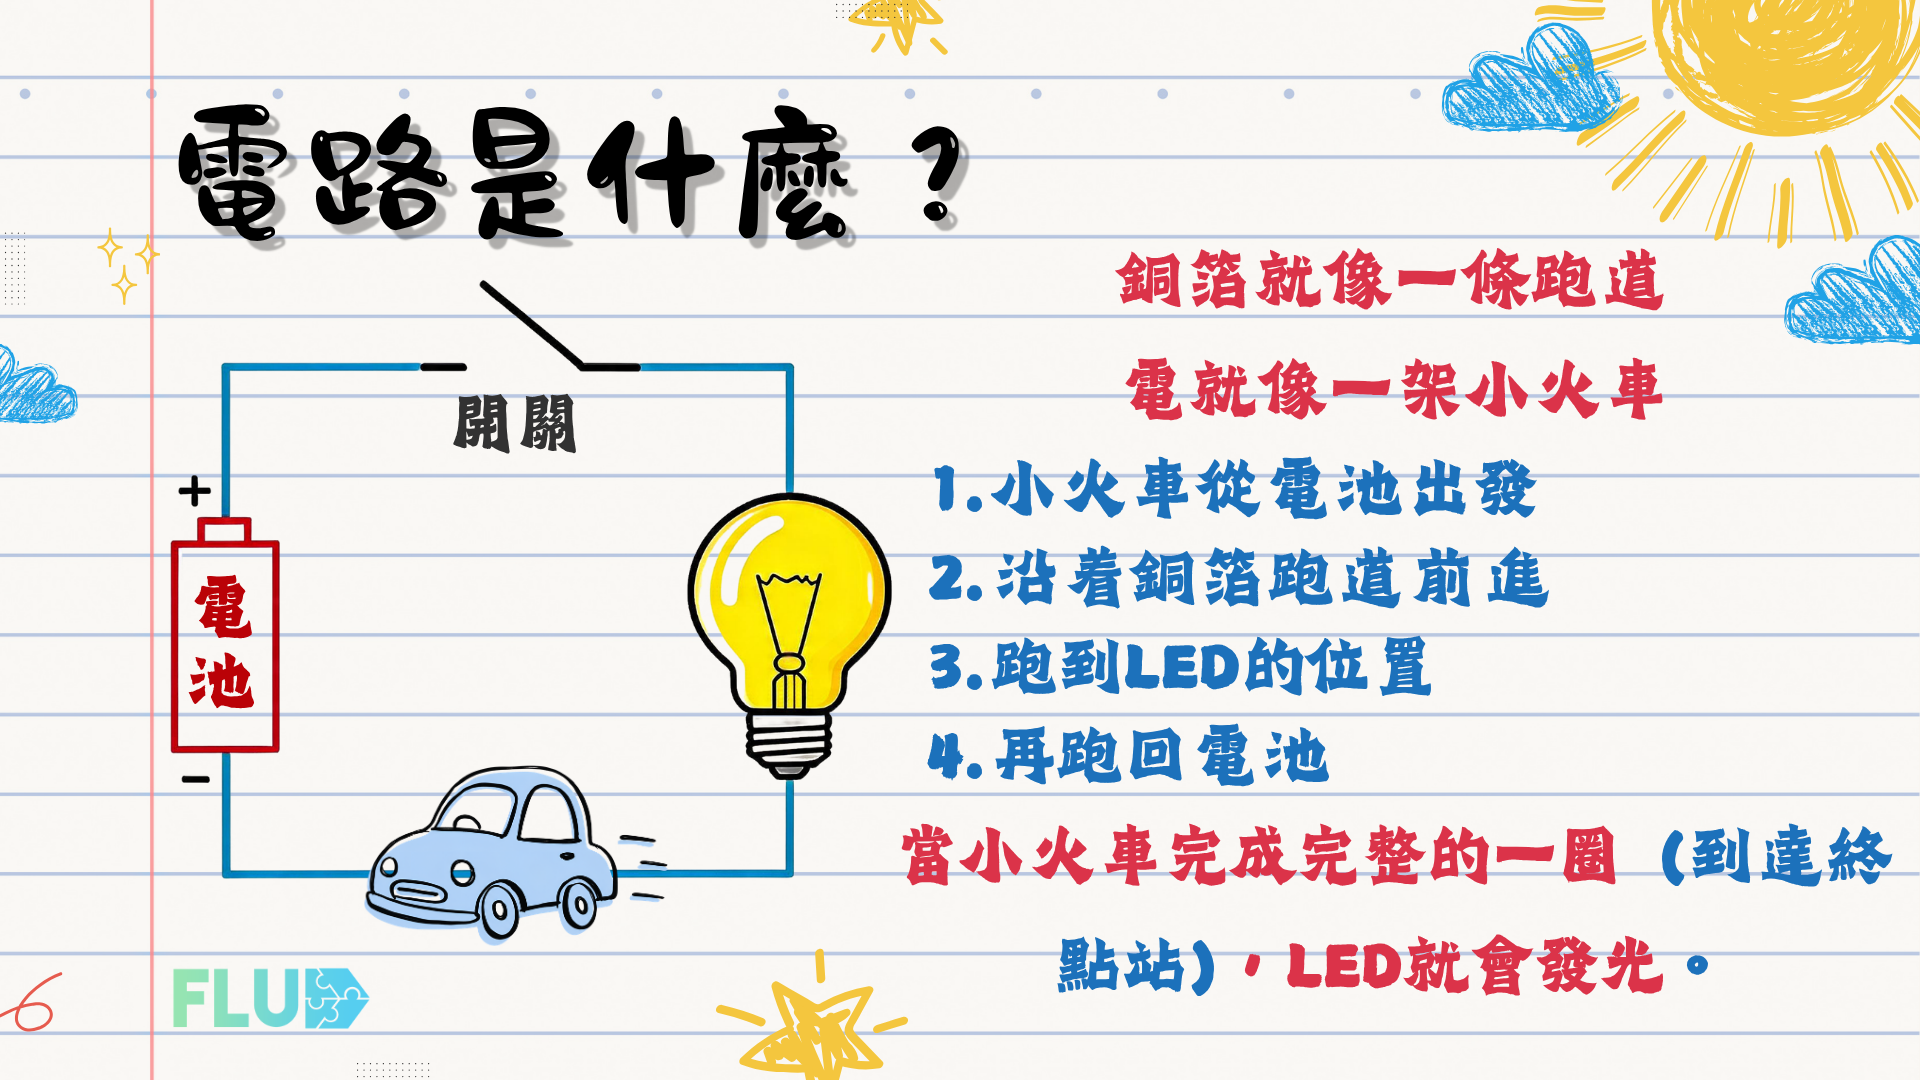 電路是什麼？
銅箔就像一條跑道
電就像一架小火車
開關
1.小火車從電池出發
2.沿着銅箔跑道前進
3.跑到LED的位置
4.再跑回電池
+
電
池
-
當小火車完成完整的一圈（到達終
點站），LED就會發光。
FLUD